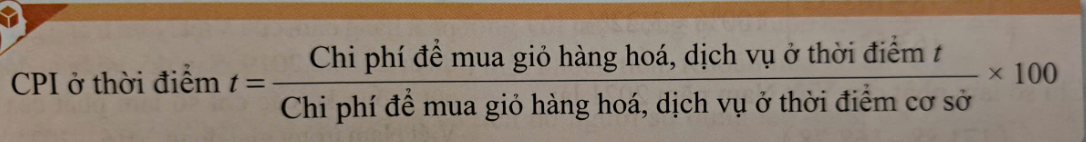 CPI ở thời điểm t = Chi phí để mua giỏ hàng hoá, dịch vụ ở thời điểm t / Chi phí để mua giỏ hàng hoá, dịch vụ ở thời điểm cơ sở × 100